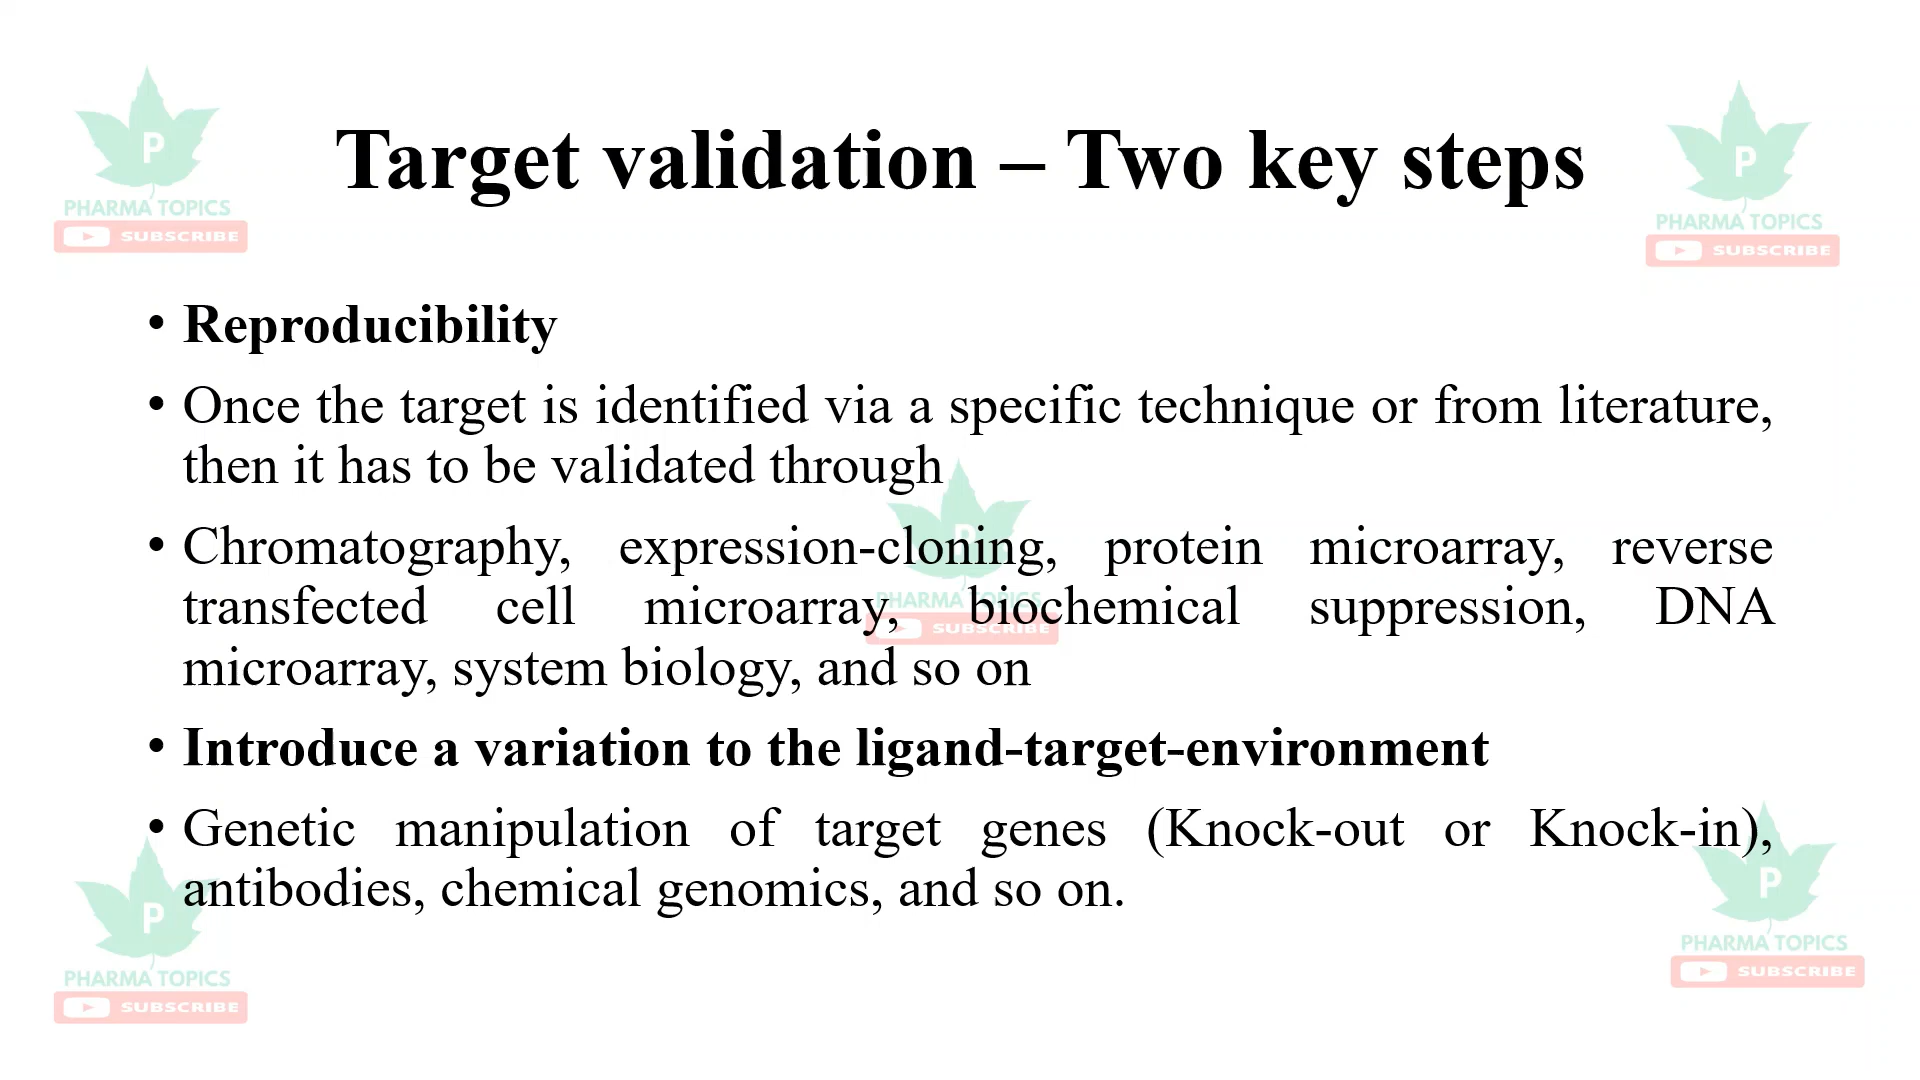 Target validation – Two key steps
P
PHARMA TOPICS
SUBSCRIBE
P
PHARMA TOPICS
SUBSCRIBE
• Reproducibility
• Once the target is identified via a specific technique or from literature,
then it has to be validated through
• Chromatography, expression-cloning, protein microarray, reverse
transfected cell microarray, biochemical suppression, DNA
microarray, system biology, and so on
P
PHARMA TOPICS
SUBSCRIBE
• Introduce a variation to the ligand-target-environment
• Genetic manipulation of target genes (Knock-out or Knock-in),
antibodies, chemical genomics, and so on.
P
PHARMA TOPICS
SUBSCRIBE
P
PHARMA TOPICS
SUBSCRIBE